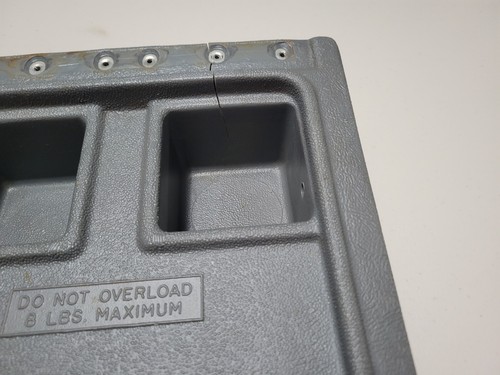 DO NOT OVERLOAD
8 LBS. MAXIMUM